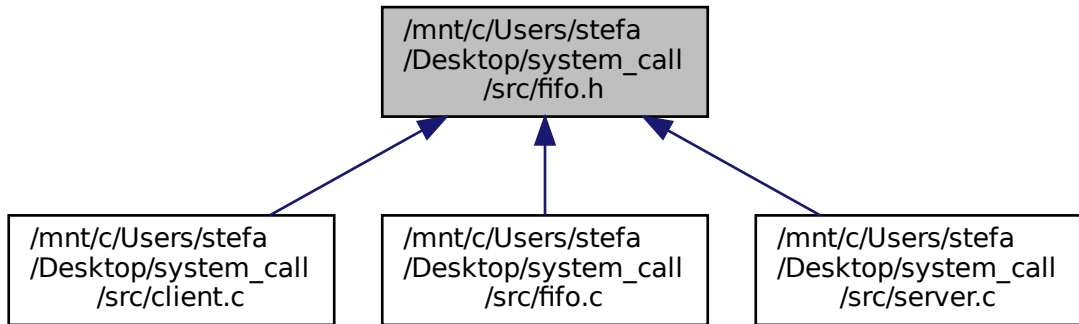 /mnt/c/Users/stefa
/Desktop/system_call
/src/fifo.h
/mnt/c/Users/stefa
/Desktop/system_call
/src/client.c
/mnt/c/Users/stefa
/Desktop/system_call
/src/fifo.c
/mnt/c/Users/stefa
/Desktop/system_call
/src/server.c